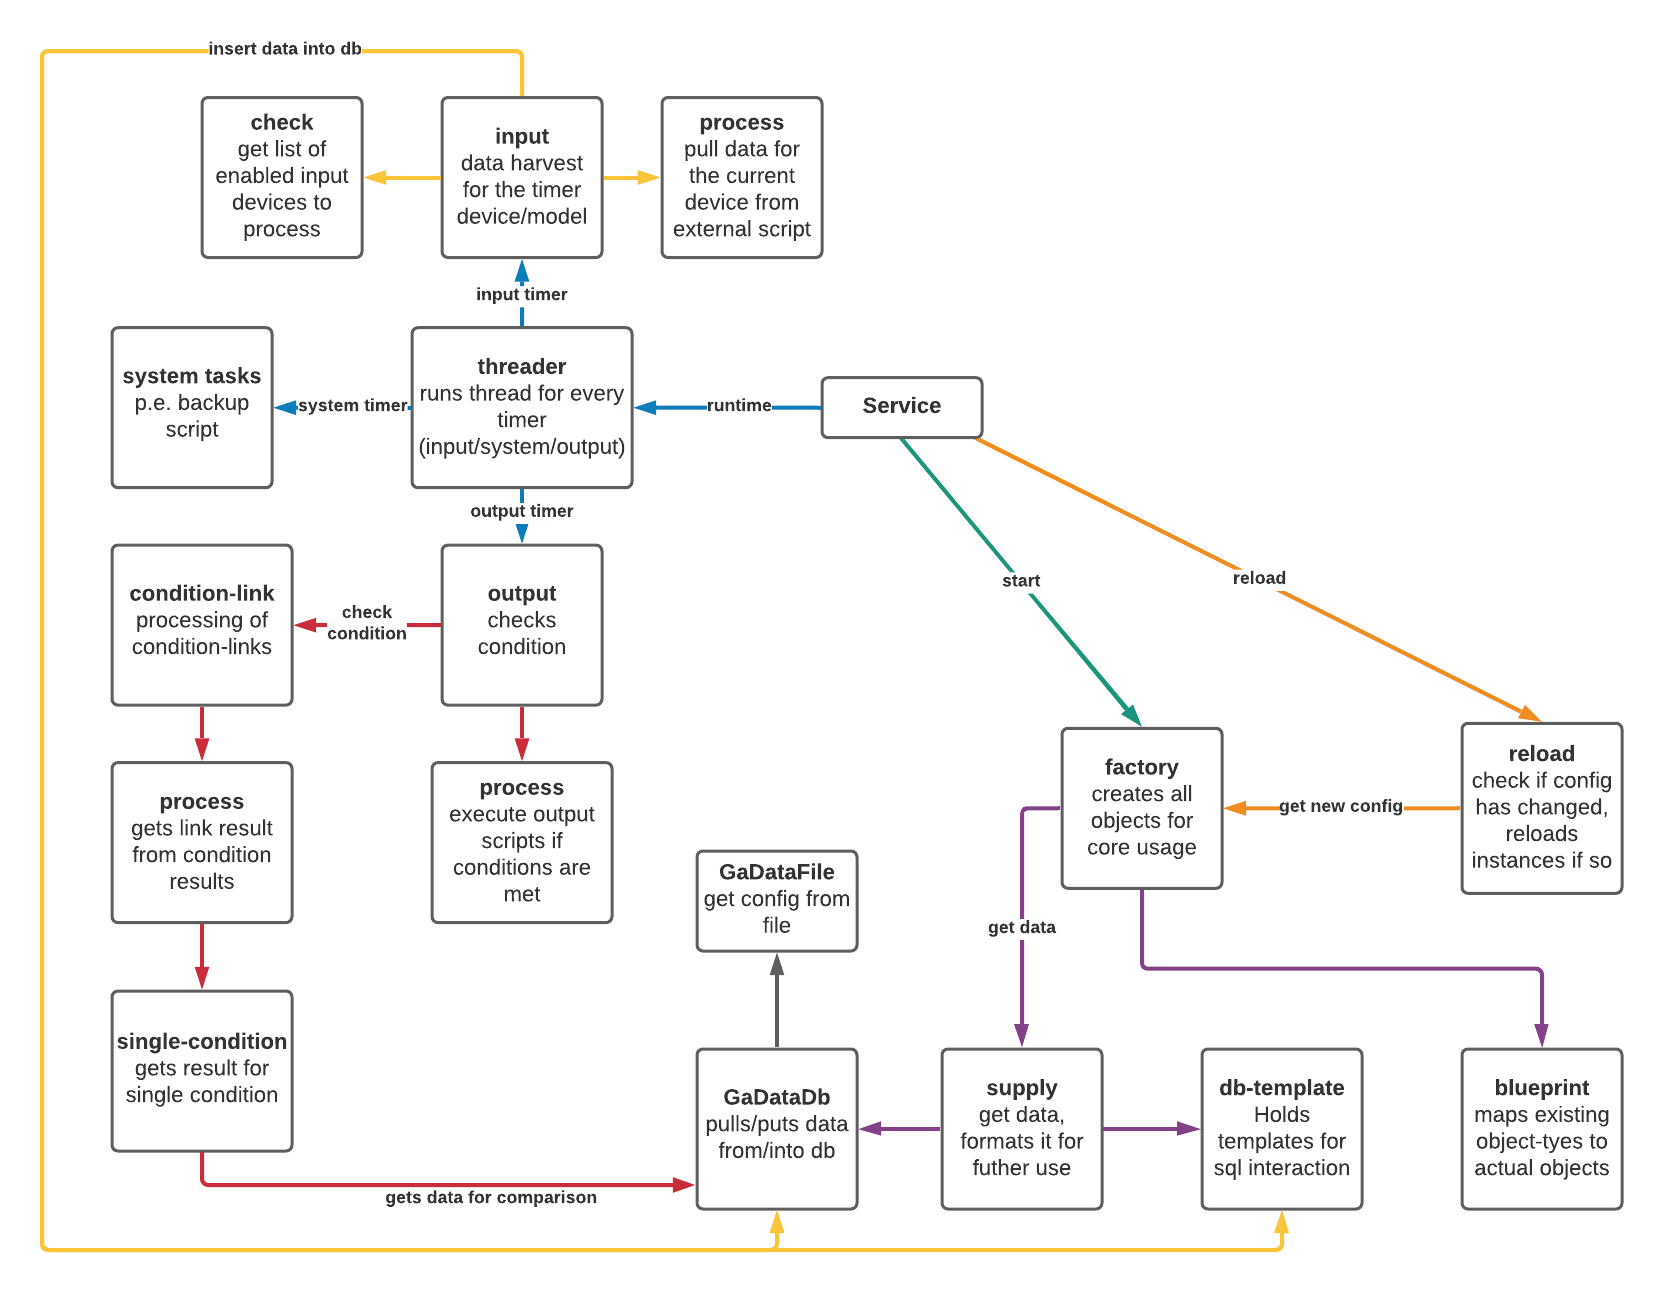 insert data into db
check
get list of
enabled input
devices to
process
input
data harvest
for the timer
device/model
process
pull data for
the current
device from
external script
input timer
system tasks
p.e. backup
script
system timer
threader
runs thread for every
timer
(input/system/output)
runtime
Service
output timer
condition-link
processing of
condition-links
check
condition
output
checks
condition
start
reload
process
gets link result
from condition
results
process
execute output
scripts if
conditions are
met
factory
creates all
objects for
core usage
get new config
reload
check if config
has changed,
reloads
instances if so
GaDataFile
get config from
file
get data
single-condition
gets result for
single condition
GaDataDb
pulls/puts data
from/into db
supply
get data,
formats it for
futher use
db-template
Holds
templates for
sql interaction
blueprint
maps existing
object-tyes to
actual objects
gets data for comparison